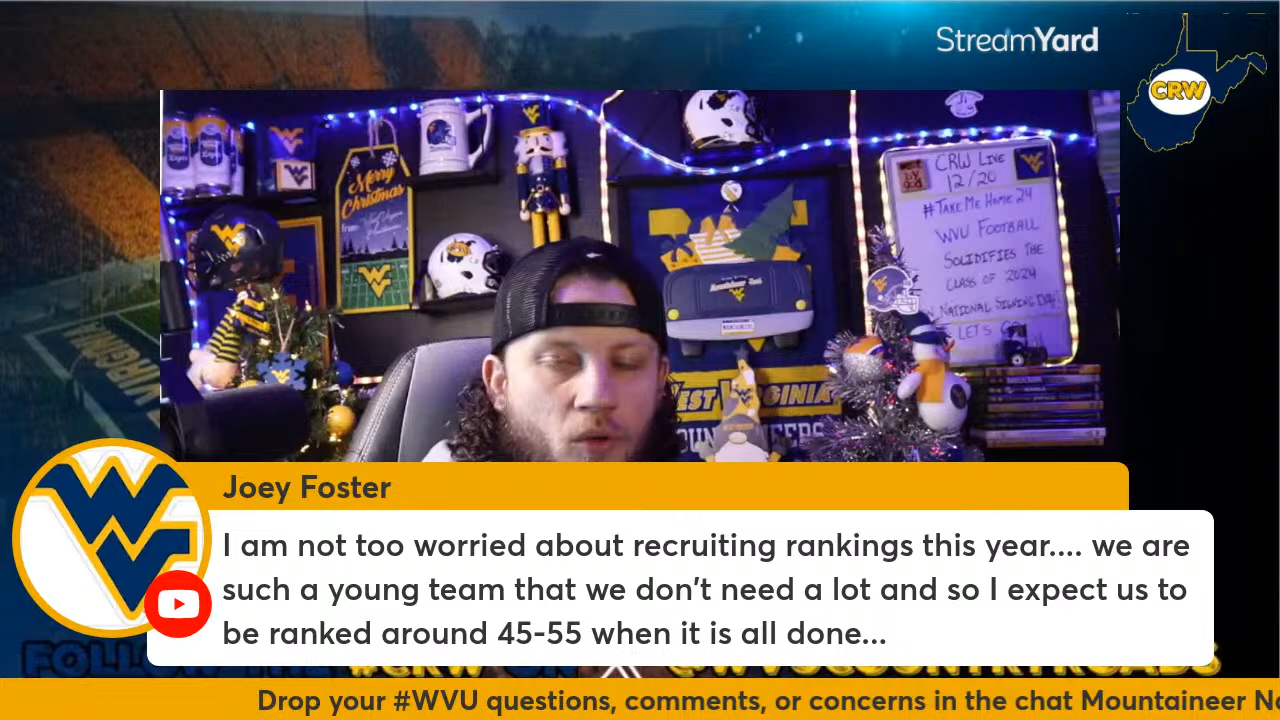 StreamYard
CRW
Merry
Christmas
from
CRW LIVE
12/20
#TAKE ME HOME 24
WVU FOOTBALL
SOLIDIFIES THE
CLASS OF 2024
NATIONAL SIGNING DAY
LET'S
EST VIRGINIA
Joey Foster
I am not too worried about recruiting rankings this year.... we are
such a young team that we don't need a lot and so I expect us to
be ranked around 45-55 when it is all done...
Drop your #WVU questions, comments, or concerns in the chat Mountaineer